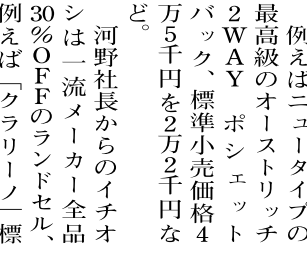 例えばニュータイプの
最高級のオーストリッチ
2WAY ポシェット
バック、標準小売価格4
万5千円を2万2千円な
ど。
河野社長からのイチオ
シは一流メーカー全品
30%OFFのランドセル、
例えば「クラリーノ」標